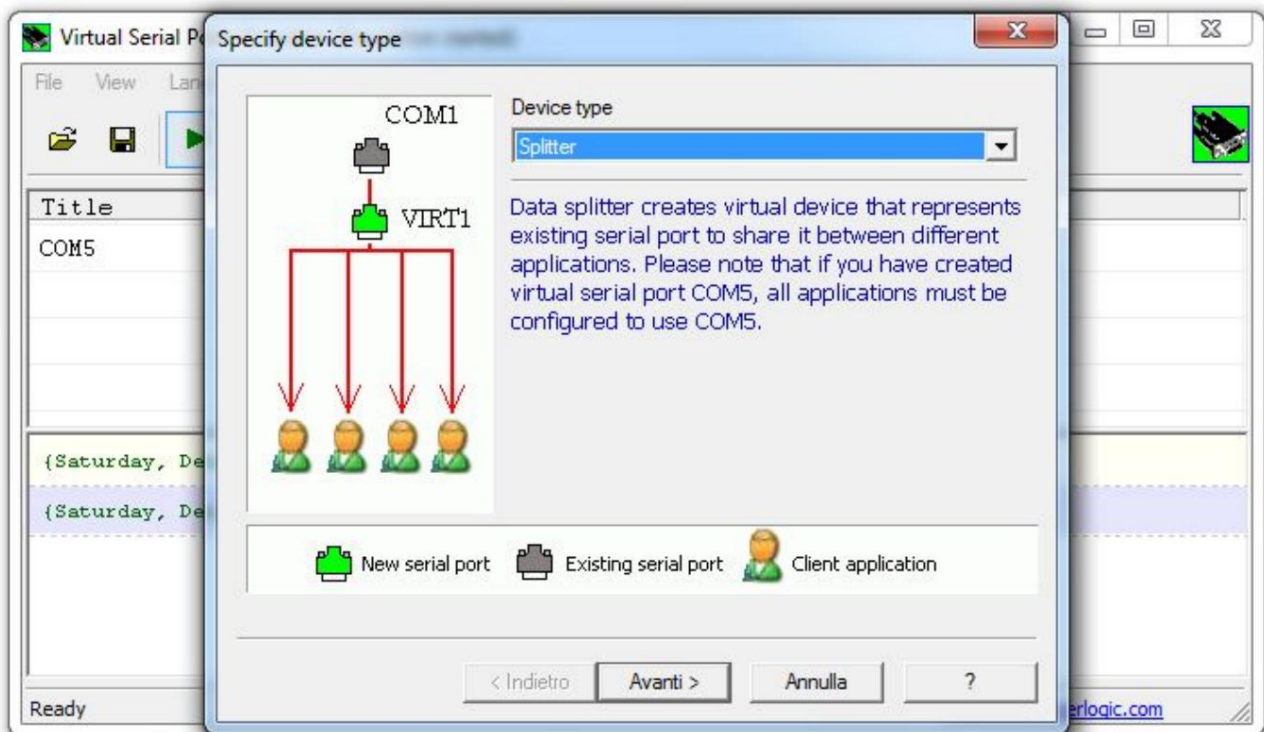 Virtual Serial Po
Specify device type
File View Lan
COM1
VIRT1
Device type
Splitter
Data splitter creates virtual device that represents
existing serial port to share it between different
applications. Please note that if you have created
virtual serial port COM5, all applications must be
configured to use COM5.
Title
COM5
{Saturday, De
{Saturday, De
New serial port Existing serial port Client application
< Indietro Avanti > Annulla ?
Ready erlogic.com